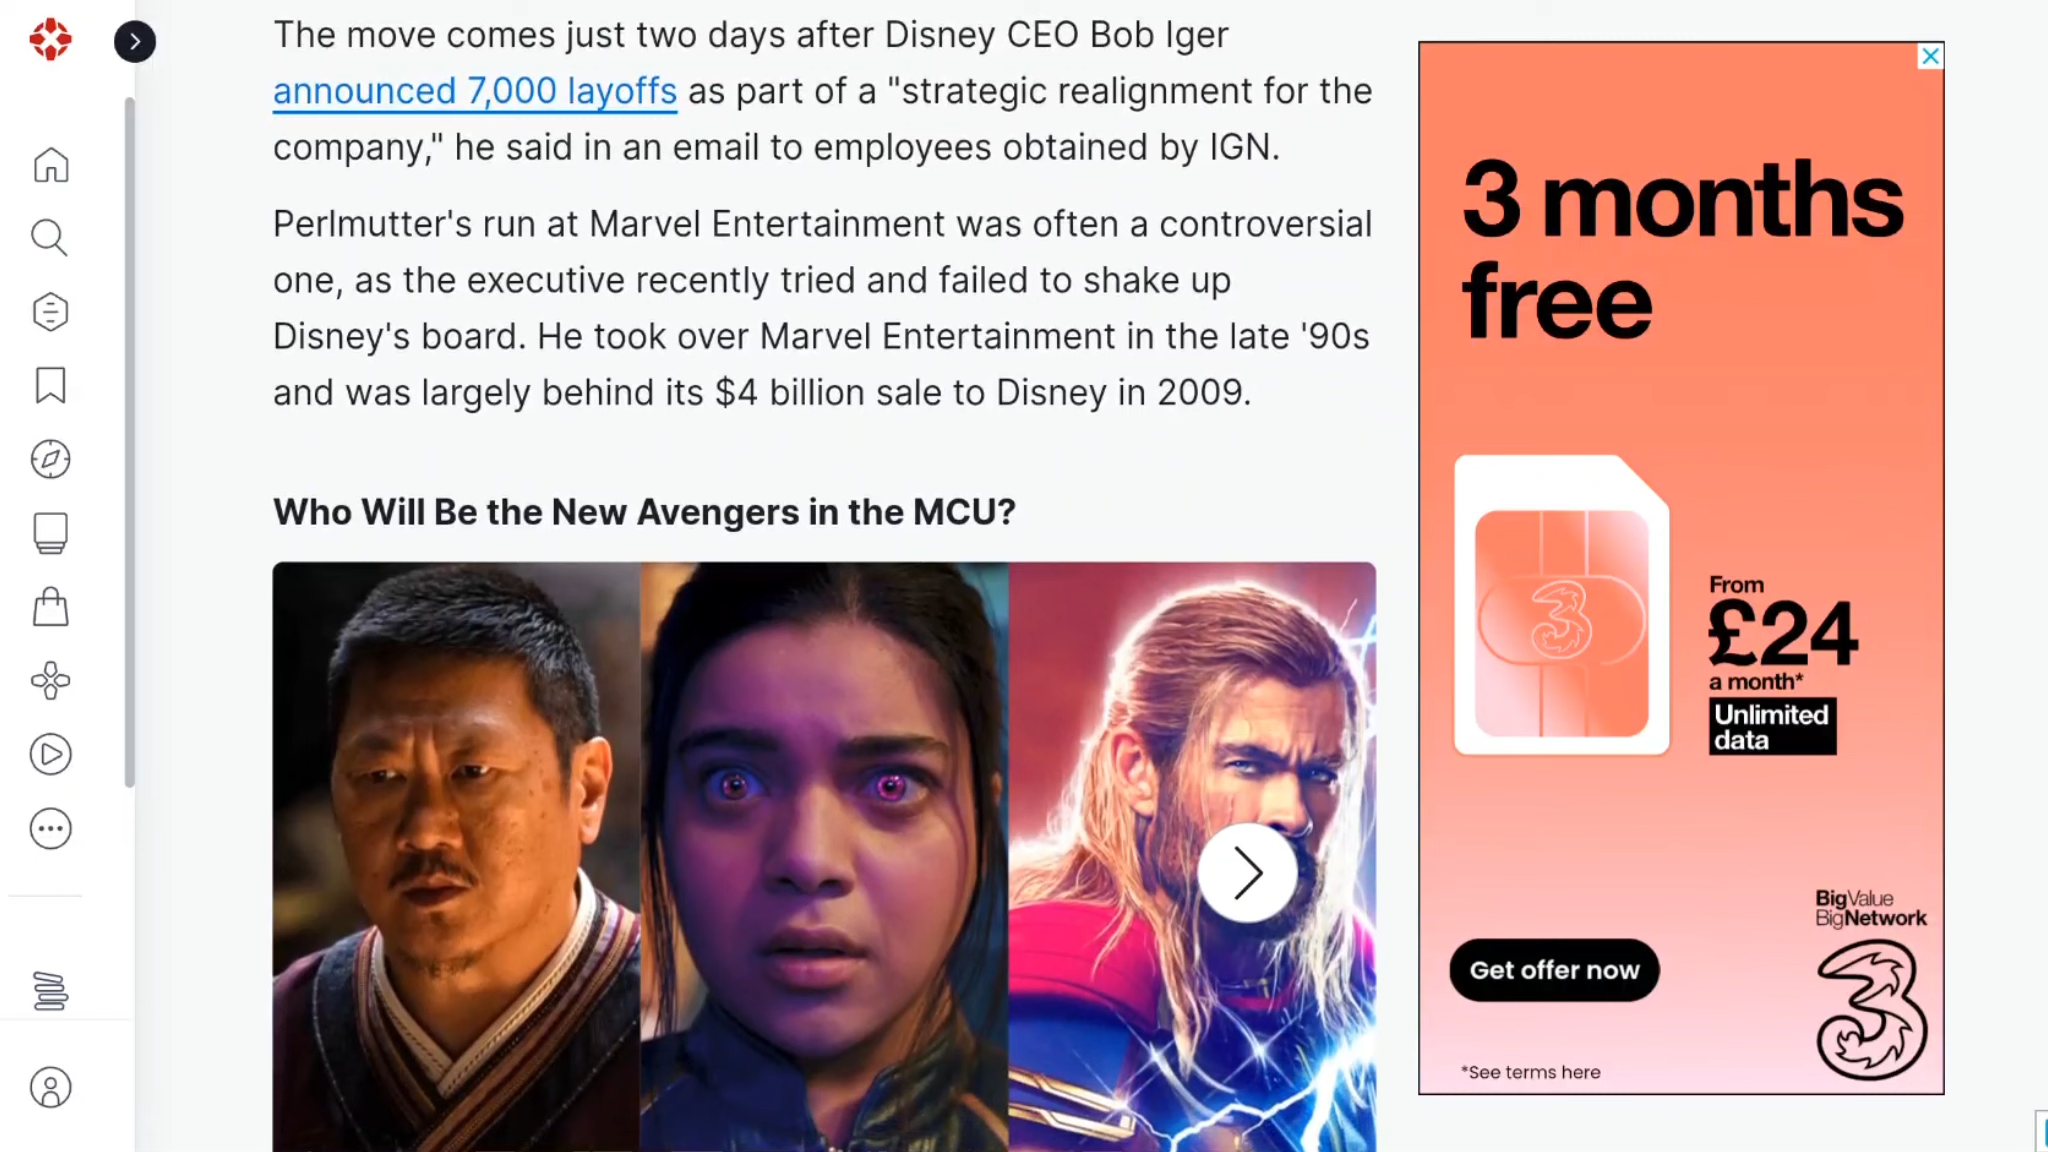 The move comes just two days after Disney CEO Bob Iger
announced 7,000 layoffs as part of a "strategic realignment for the
company," he said in an email to employees obtained by IGN.
Perlmutter's run at Marvel Entertainment was often a controversial
one, as the executive recently tried and failed to shake up
Disney's board. He took over Marvel Entertainment in the late '90s
and was largely behind its $4 billion sale to Disney in 2009.
Who Will Be the New Avengers in the MCU?
3 months
free
From
£24
a month*
Unlimited
data
BigValue
BigNetwork
Get offer now
3
*See terms here